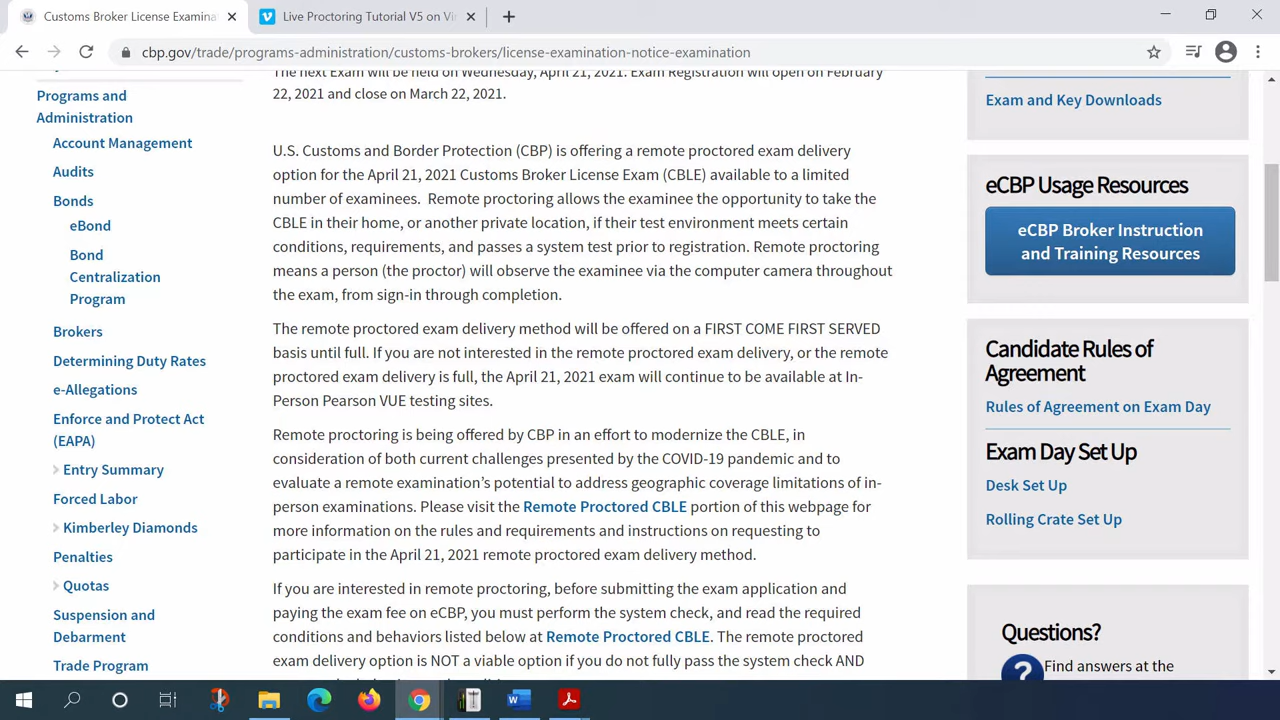 Customs Broker License Examina
Live Proctoring Tutorial V5 on Vi
cbp.gov/trade/programs-administration/customs-brokers/license-examination-notice-examination
Programs and
Administration
Account Management
Audits
Bonds
eBond
Bond
Centralization
Program
Brokers
Determining Duty Rates
e-Allegations
Enforce and Protect Act
(EAPA)
Entry Summary
Forced Labor
Kimberley Diamonds
Penalties
Quotas
Suspension and
Debarment
Trade Program
The next Exam will be held on Wednesday, April 21, 2021. Exam Registration will open on February
22, 2021 and close on March 22, 2021.
U.S. Customs and Border Protection (CBP) is offering a remote proctored exam delivery
option for the April 21, 2021 Customs Broker License Exam (CBLE) available to a limited
number of examinees. Remote proctoring allows the examinee the opportunity to take the
CBLE in their home, or another private location, if their test environment meets certain
conditions, requirements, and passes a system test prior to registration. Remote proctoring
means a person (the proctor) will observe the examinee via the computer camera throughout
the exam, from sign-in through completion.
The remote proctored exam delivery method will be offered on a FIRST COME FIRST SERVED
basis until full. If you are not interested in the remote proctored exam delivery, or the remote
proctored exam delivery is full, the April 21, 2021 exam will continue to be available at In-
Person Pearson VUE testing sites.
Remote proctoring is being offered by CBP in an effort to modernize the CBLE, in
consideration of both current challenges presented by the COVID-19 pandemic and to
evaluate a remote examination's potential to address geographic coverage limitations of in-
person examinations. Please visit the Remote Proctored CBLE portion of this webpage for
more information on the rules and requirements and instructions on requesting to
participate in the April 21, 2021 remote proctored exam delivery method.
If you are interested in remote proctoring, before submitting the exam application and
paying the exam fee on eCBP, you must perform the system check, and read the required
conditions and behaviors listed below at Remote Proctored CBLE. The remote proctored
exam delivery option is NOT a viable option if you do not fully pass the system check AND
Exam and Key Downloads
eCBP Usage Resources
eCBP Broker Instruction
and Training Resources
Candidate Rules of
Agreement
Rules of Agreement on Exam Day
Exam Day Set Up
Desk Set Up
Rolling Crate Set Up
Questions?
Find answers at the